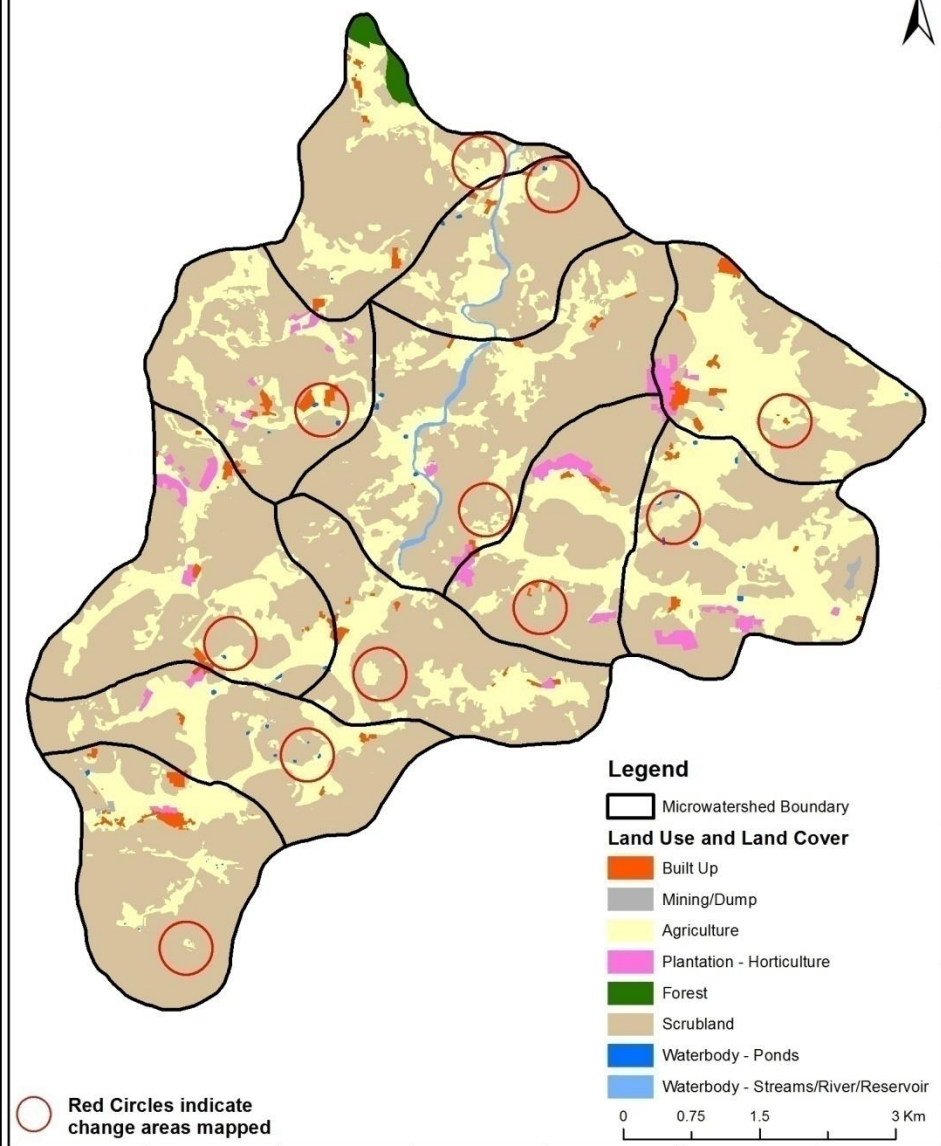 Legend
Microwatershed Boundary
Land Use and Land Cover
Built Up
Mining/Dump
Agriculture
Plantation - Horticulture
Forest
Scrubland
Waterbody - Ponds
Waterbody - Streams/River/Reservoir
0 0.75 1.5 3 Km
Red Circles indicate
change areas mapped